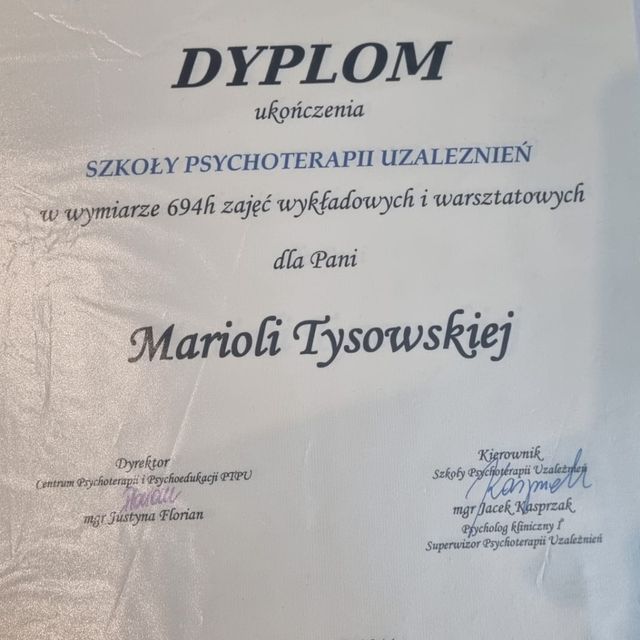 DYPLOM
ukończenia
SZKOŁY PSYCHOTERAPII UZALEZNIEŃ
w wymiarze 694h zajęć wykładowych i warsztatowych
dla Pani
Marioli Tysowskiej
Dyrektor
Centrum Psychoterapii i Psychoedukacji PTPU
mgr Justyna Florian
Kierownik
Szkoły Psychoterapii Uzależnień
mgr Jacek Kasprzak
Psycholog kliniczny I°
Superwizor Psychoterapii Uzależnień